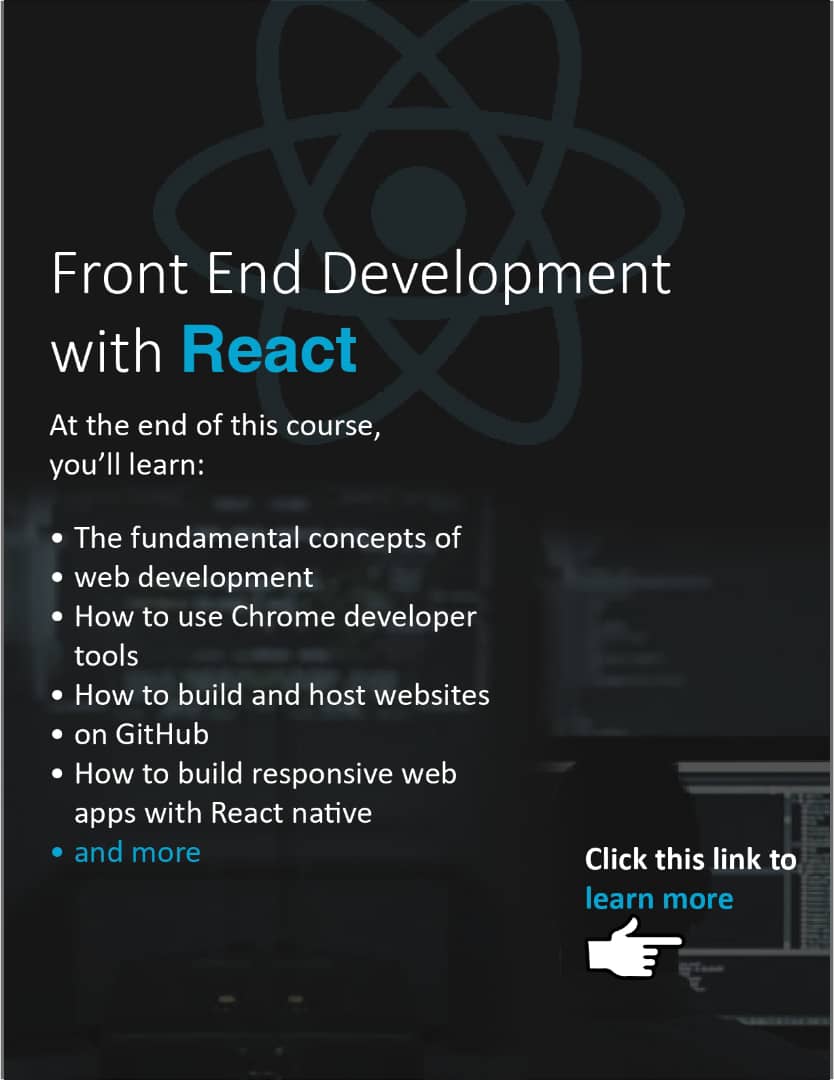 Front End Development
with React
At the end of this course,
you’ll learn:
• The fundamental concepts of
• web development
• How to use Chrome developer
tools
• How to build and host websites
• on GitHub
• How to build responsive web
apps with React native
• and more
Click this link to
learn more